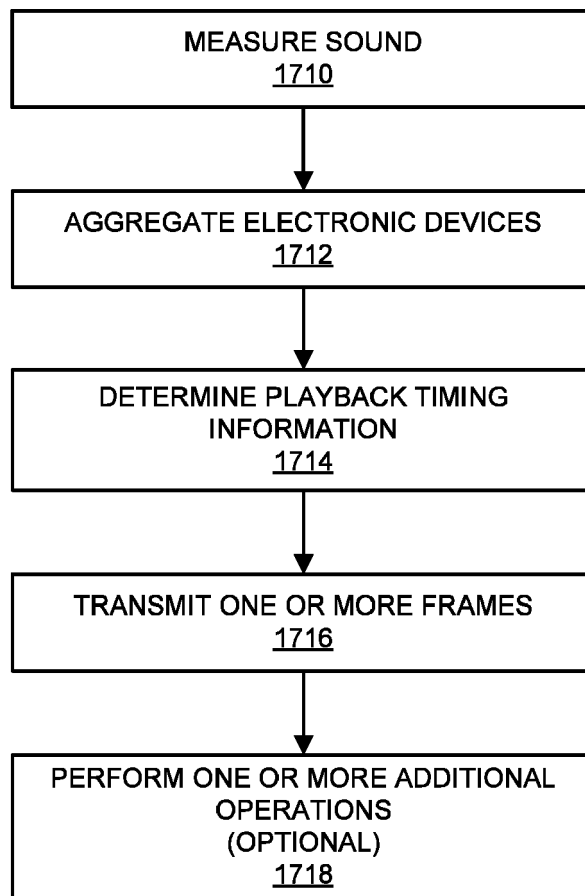 MEASURE SOUND
1710
AGGREGATE ELECTRONIC DEVICES
1712
DETERMINE PLAYBACK TIMING
INFORMATION
1714
TRANSMIT ONE OR MORE FRAMES
1716
PERFORM ONE OR MORE ADDITIONAL
OPERATIONS
(OPTIONAL)
1718